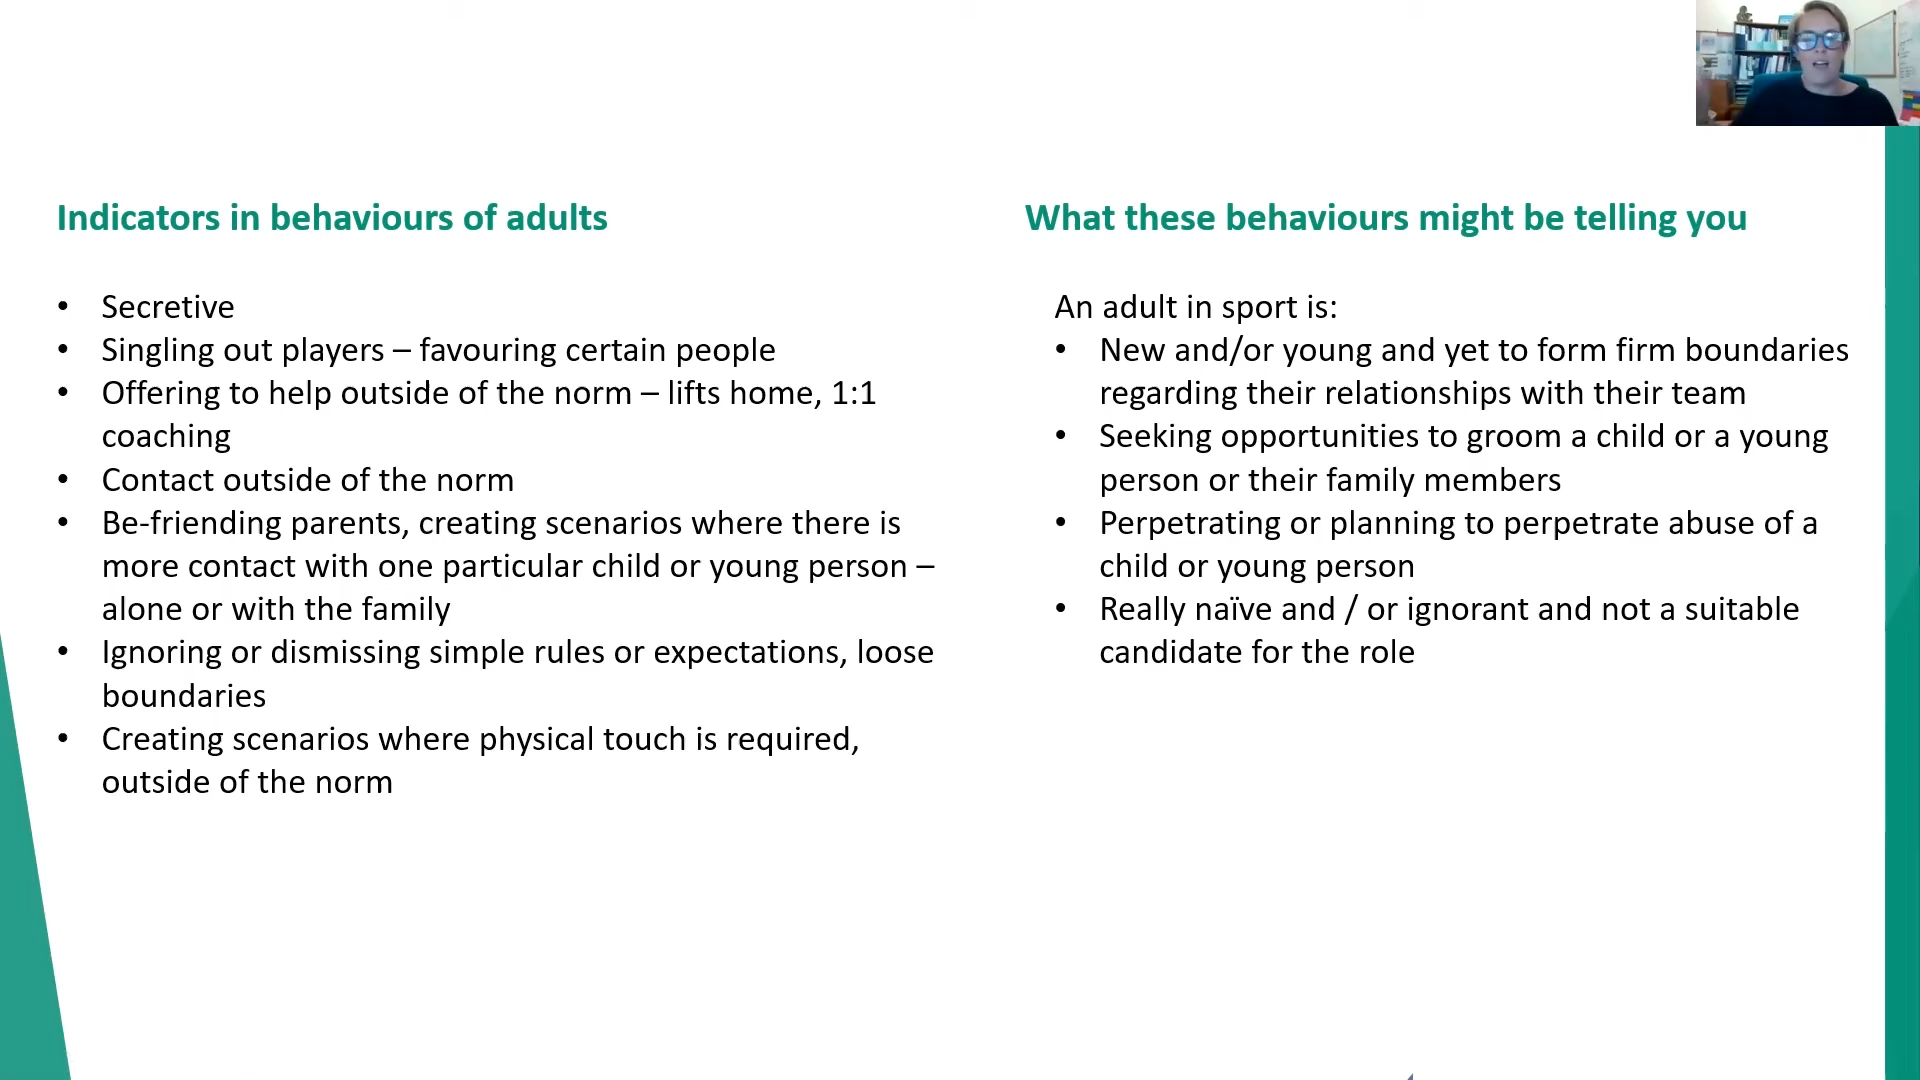 Indicators in behaviours of adults
• Secretive
• Singling out players – favouring certain people
• Offering to help outside of the norm – lifts home, 1:1
coaching
• Contact outside of the norm
• Be-friending parents, creating scenarios where there is
more contact with one particular child or young person –
alone or with the family
• Ignoring or dismissing simple rules or expectations, loose
boundaries
• Creating scenarios where physical touch is required,
outside of the norm
What these behaviours might be telling you
An adult in sport is:
• New and/or young and yet to form firm boundaries
regarding their relationships with their team
• Seeking opportunities to groom a child or a young
person or their family members
• Perpetrating or planning to perpetrate abuse of a
child or young person
• Really naïve and / or ignorant and not a suitable
candidate for the role